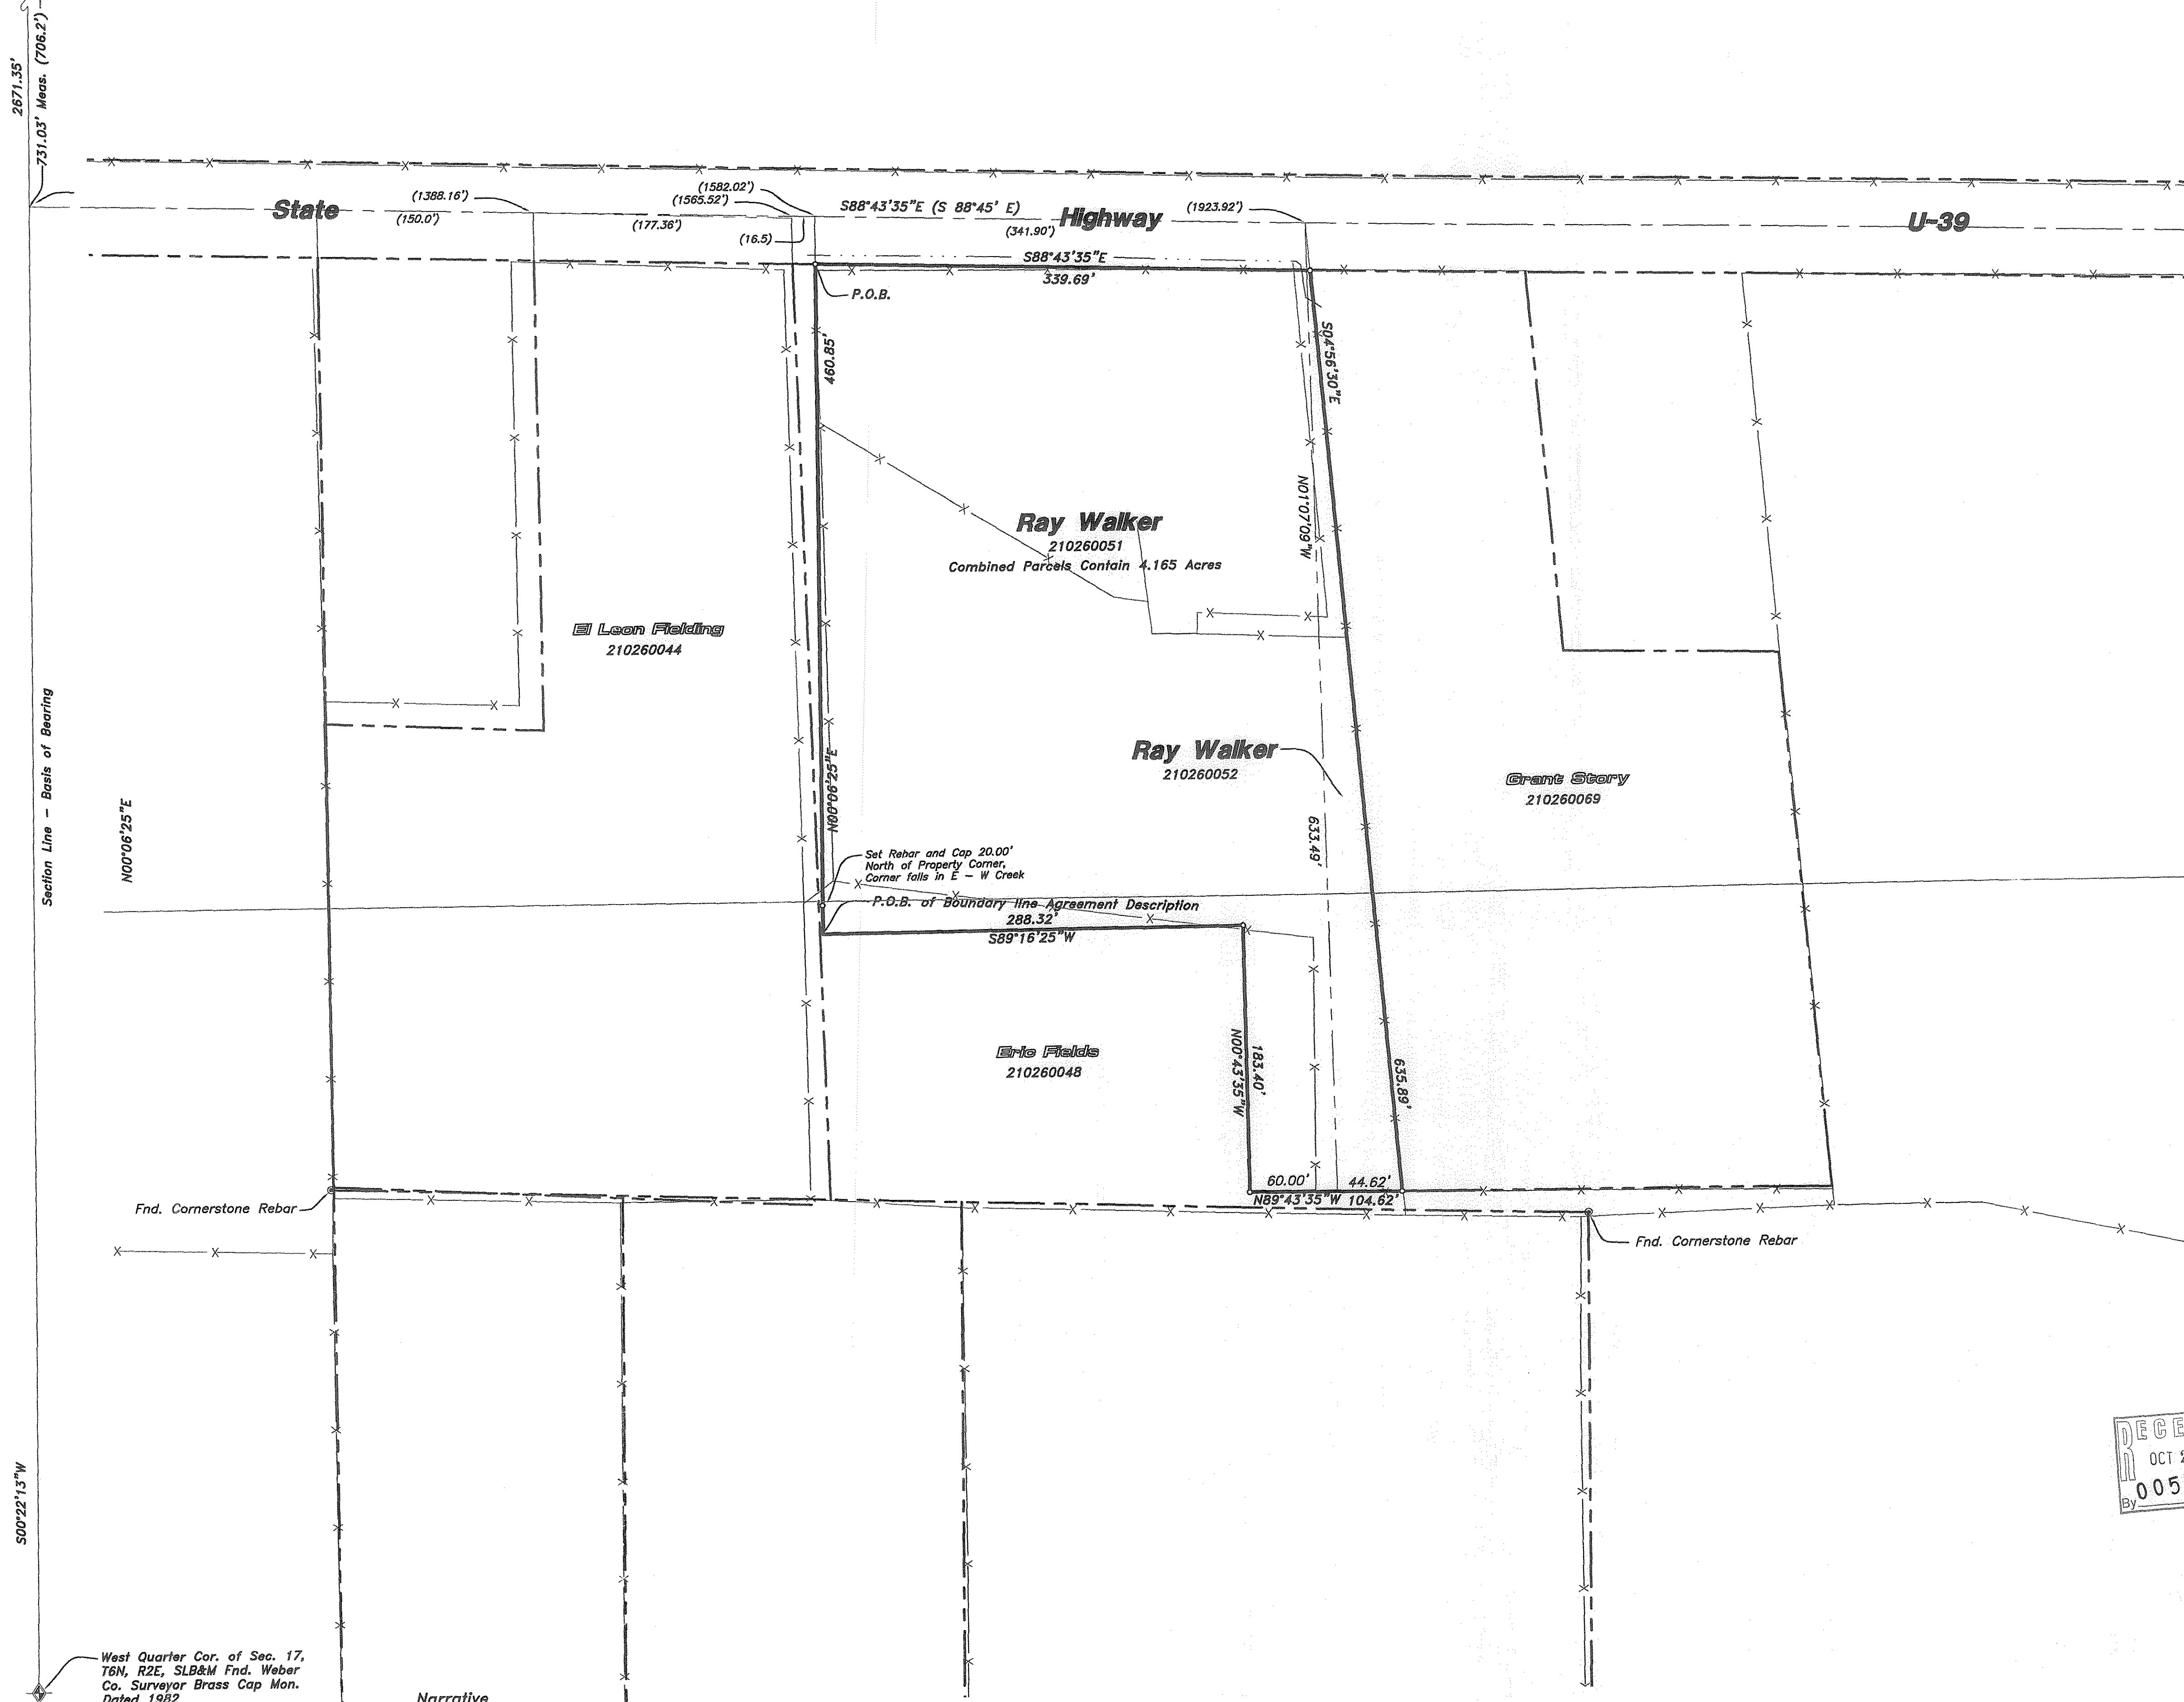 2671.35'
731.03' Meas. (706.2')
(1388.16')
(1582.02')
(1565.52')
S88°43'35"E (S 88°45' E)
(1923.92')
State Highway U-39
(150.0')
(177.36')
(16.5)
(341.90')
S88°43'35"E
339.69'
P.O.B.
460.85'
S04°56'30"E
N01°07'09"W
Ray Walker
210260051
Combined Parcels Contain 4.165 Acres
El Leon Fielding
210260044
Ray Walker
210260052
Grant Story
210260069
Section Line - Basis of Bearing
N00°06'25"E
N00°06'25"E
633.49'
Set Rebar and Cap 20.00'
North of Property Corner,
Corner falls in E - W Creek
P.O.B. of Boundary line Agreement Description
288.32'
S89°16'25"W
Eric Fields
210260048
N00°43'35"W
183.40'
635.89'
60.00'
44.62'
N89°43'35"W 104.62'
Fnd. Cornerstone Rebar
Fnd. Cornerstone Rebar
S00°22'13"W
OCT
005
By
West Quarter Cor. of Sec. 17,
T6N, R2E, SLB&M Fnd. Weber
Co. Surveyor Brass Cap Mon.
Dated 1982
Narrative